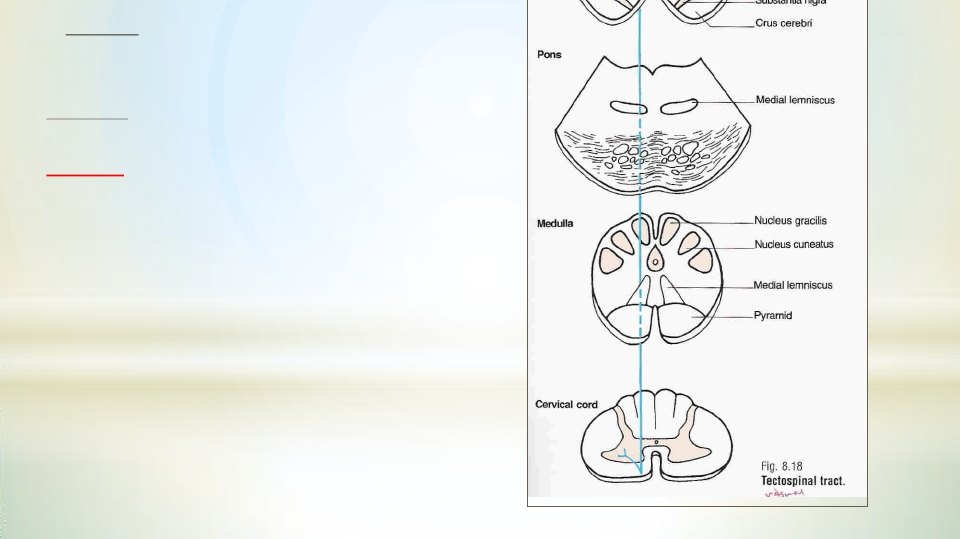 Substantia nigra
Crus cerebri
Pons
Medial lemniscus
Medulla
Nucleus gracilis
Nucleus cuneatus
Medial lemniscus
Pyramid
Cervical cord
Fig. 8.18
Tectospinal tract.